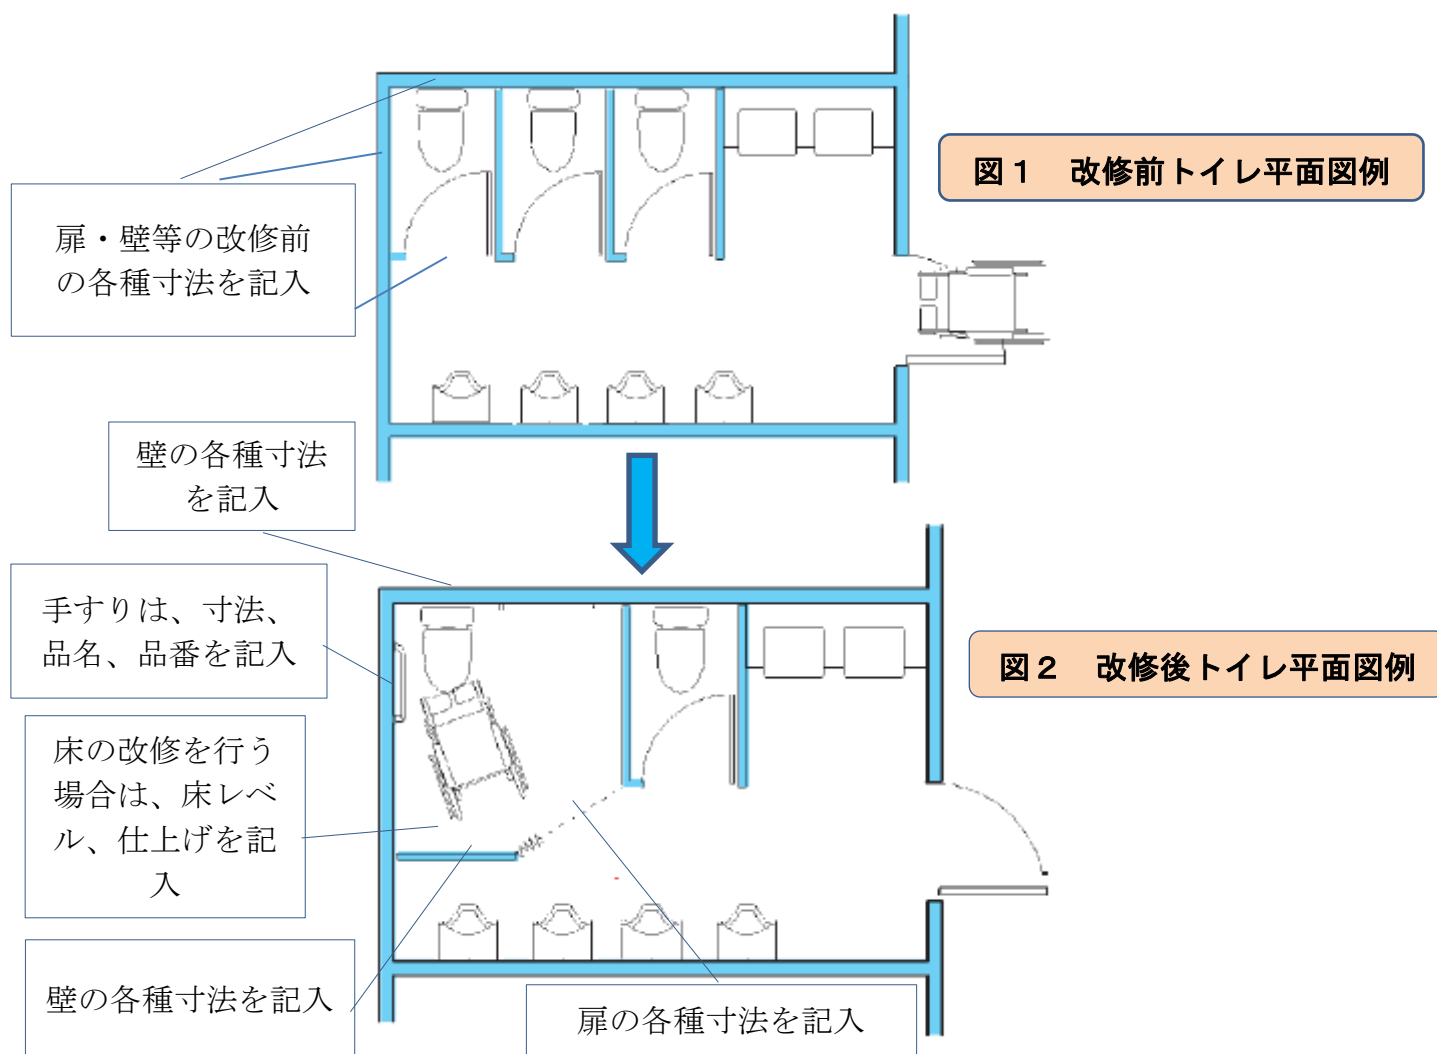 図１　改修前トイレ平面図例
扉・壁等の改修前
の各種寸法を記入
壁の各種寸法
を記入
手すりは、寸法、
品名、品番を記入
図２　改修後トイレ平面図例
床の改修を行う
場合は、床レベ
ル、仕上げを記
入
壁の各種寸法を記入
扉の各種寸法を記入